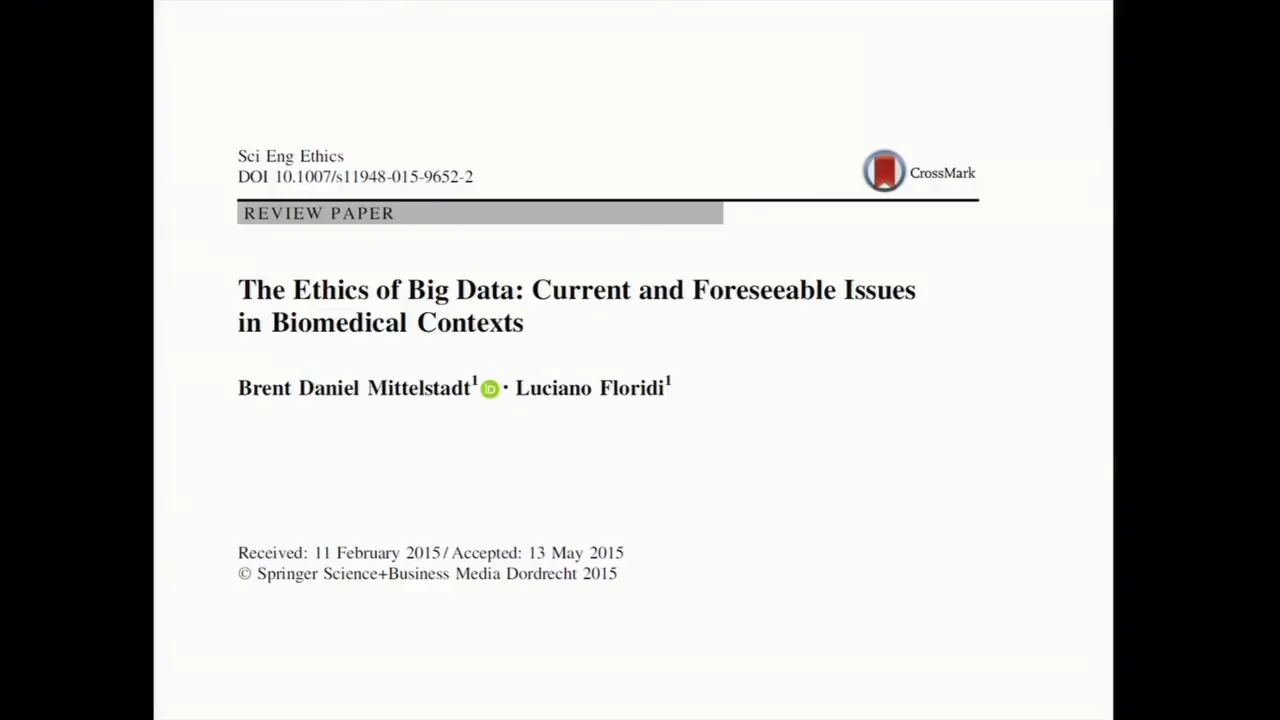 Sci Eng Ethics
DOI 10.1007/s11948-015-9652-2
CrossMark
REVIEW PAPER
The Ethics of Big Data: Current and Foreseeable Issues
in Biomedical Contexts
Brent Daniel Mittelstadt¹ iD · Luciano Floridi¹
Received: 11 February 2015 / Accepted: 13 May 2015
© Springer Science+Business Media Dordrecht 2015